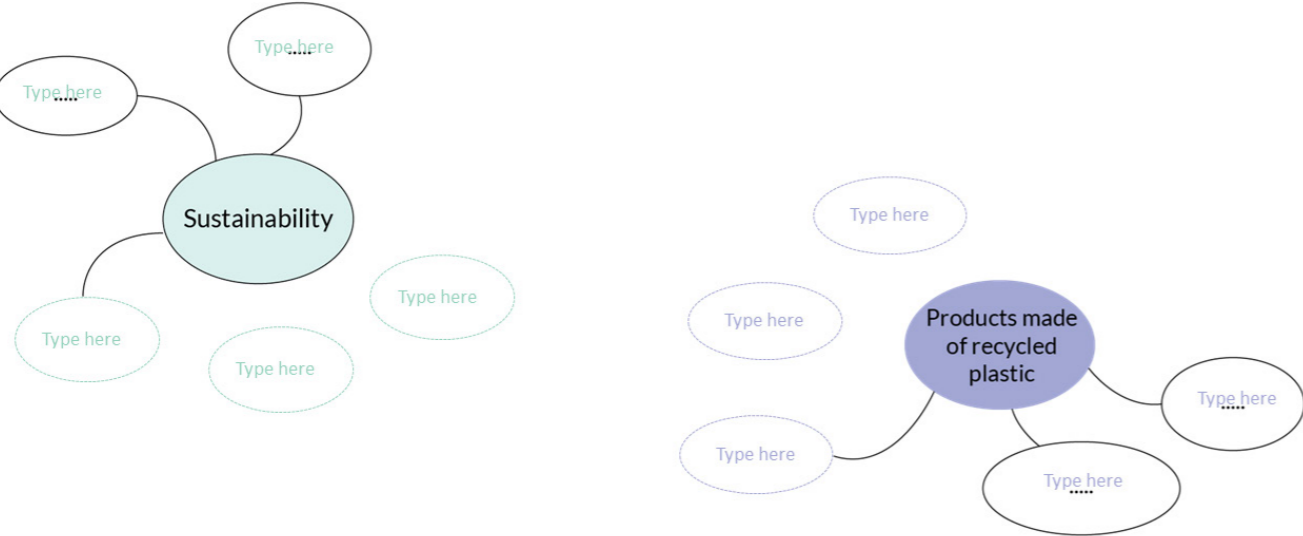 Type here
.....
Type here
.....
Sustainability
Type here
Type here
Type here
Type here
Type here
Products made
of recycled
plastic
Type here
.....
Type here
Type here
.....